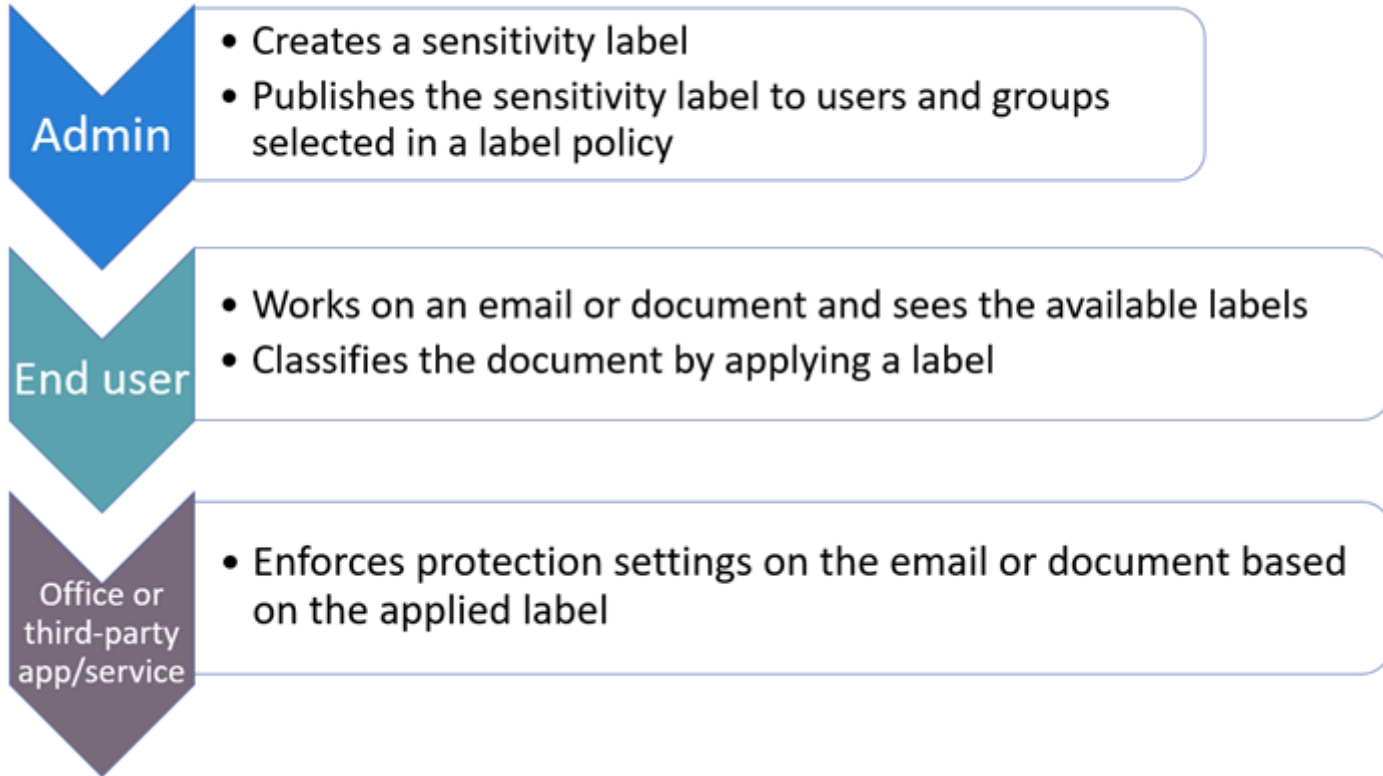 Admin
• Creates a sensitivity label
• Publishes the sensitivity label to users and groups
selected in a label policy
End user
• Works on an email or document and sees the available labels
• Classifies the document by applying a label
Office or
third-party
app/service
• Enforces protection settings on the email or document based
on the applied label